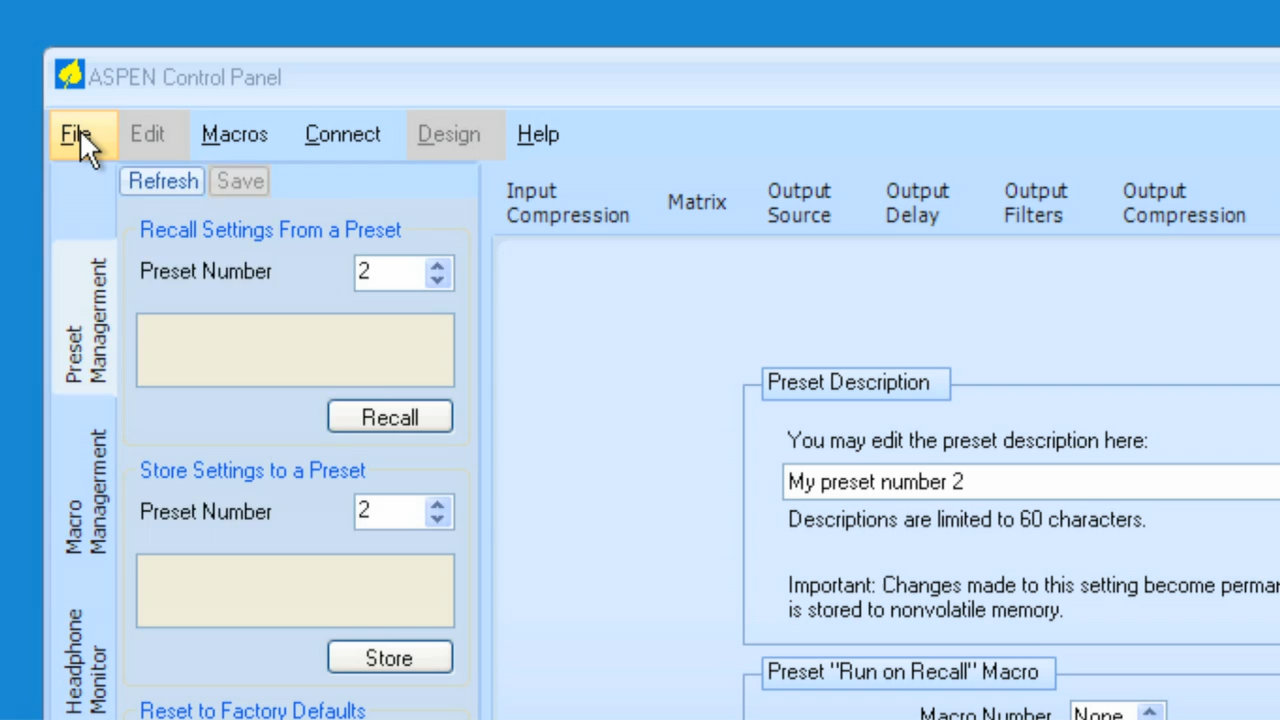 ASPEN Control Panel
File Edit Macros Connect Design Help
Refresh Save
Input Compression
Matrix
Output Source
Output Delay
Output Filters
Output Compression
Recall Settings From a Preset
Preset Number 2
Recall
Store Settings to a Preset
Preset Number 2
Store
Reset to Factory Defaults
Preset
Managerment
Macro
Managerment
Headphone
Monitor
Preset Description
You may edit the preset description here:
My preset number 2
Descriptions are limited to 60 characters.
Important: Changes made to this setting become
is stored to nonvolatile memory.
Preset "Run on Recall" Macro
Macro Number None